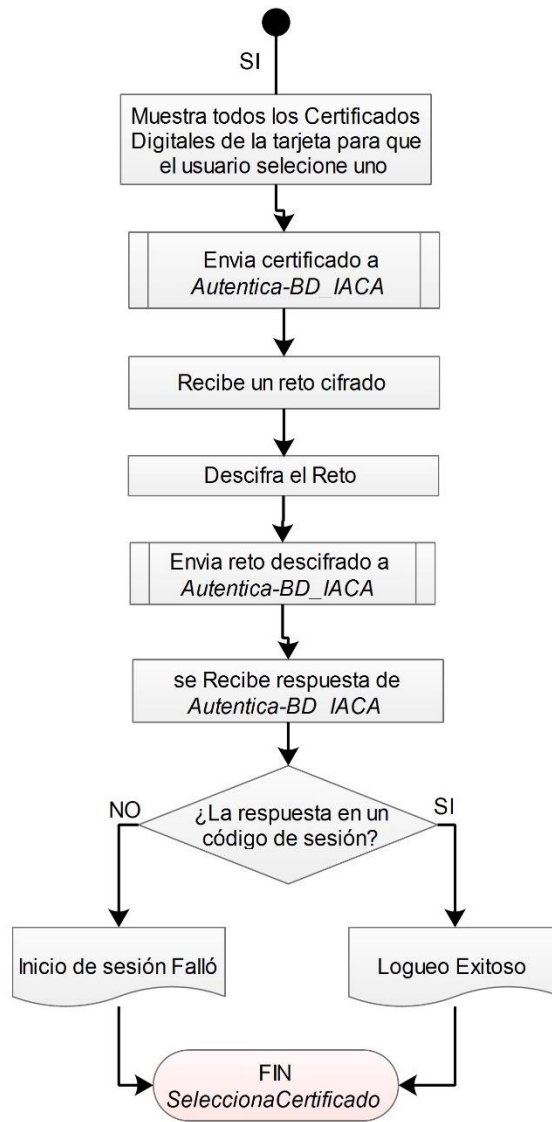 SI
Muestra todos los Certificados
Digitales de la tarjeta para que
el usuario selecione uno
Envia certificado a
Autentica-BD_IACA
Recibe un reto cifrado
Descifra el Reto
Envia reto descifrado a
Autentica-BD_IACA
se Recibe respuesta de
Autentica-BD_IACA
¿La respuesta en un
código de sesión?
NO
SI
Inicio de sesión Falló
Logueo Exitoso
FIN
SeleccionaCertificado